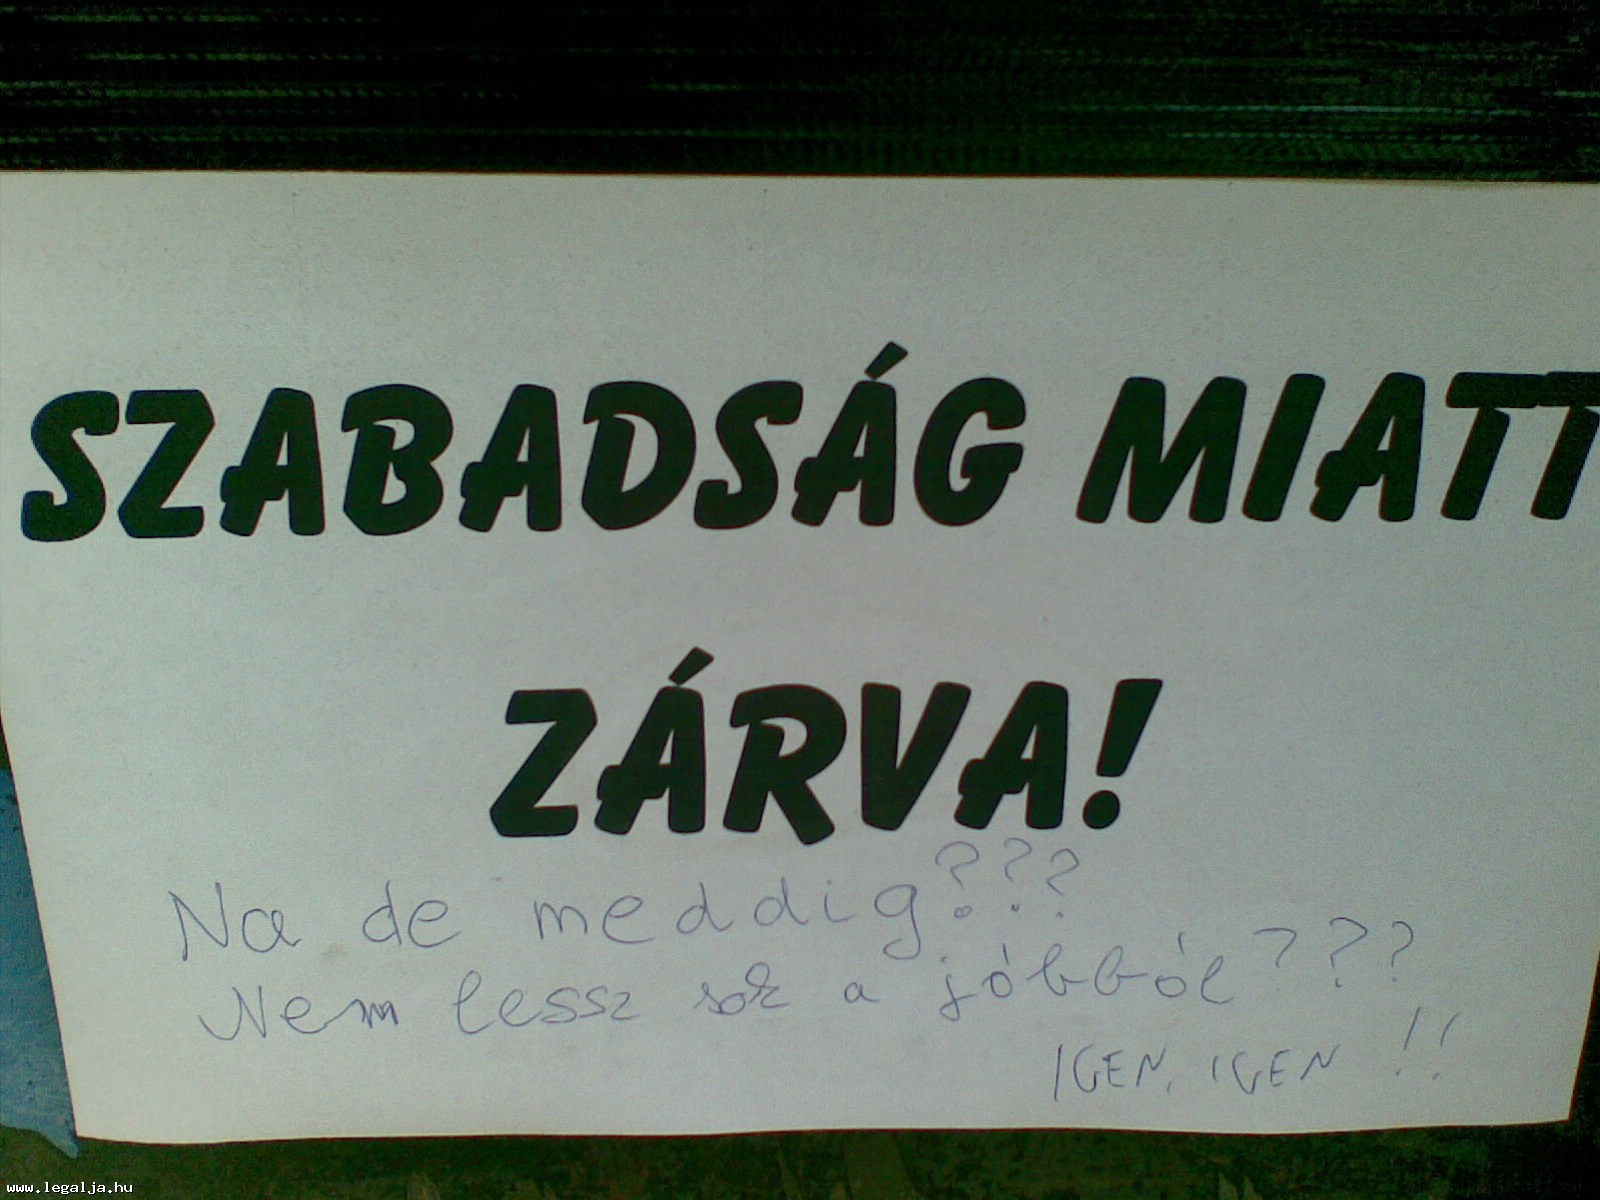 SZABADSÁG MIATT
ZÁRVA!
Na de meddig???
Nem lessz sok a jóbból???
IGEN, IGEN !!
www.legalja.hu